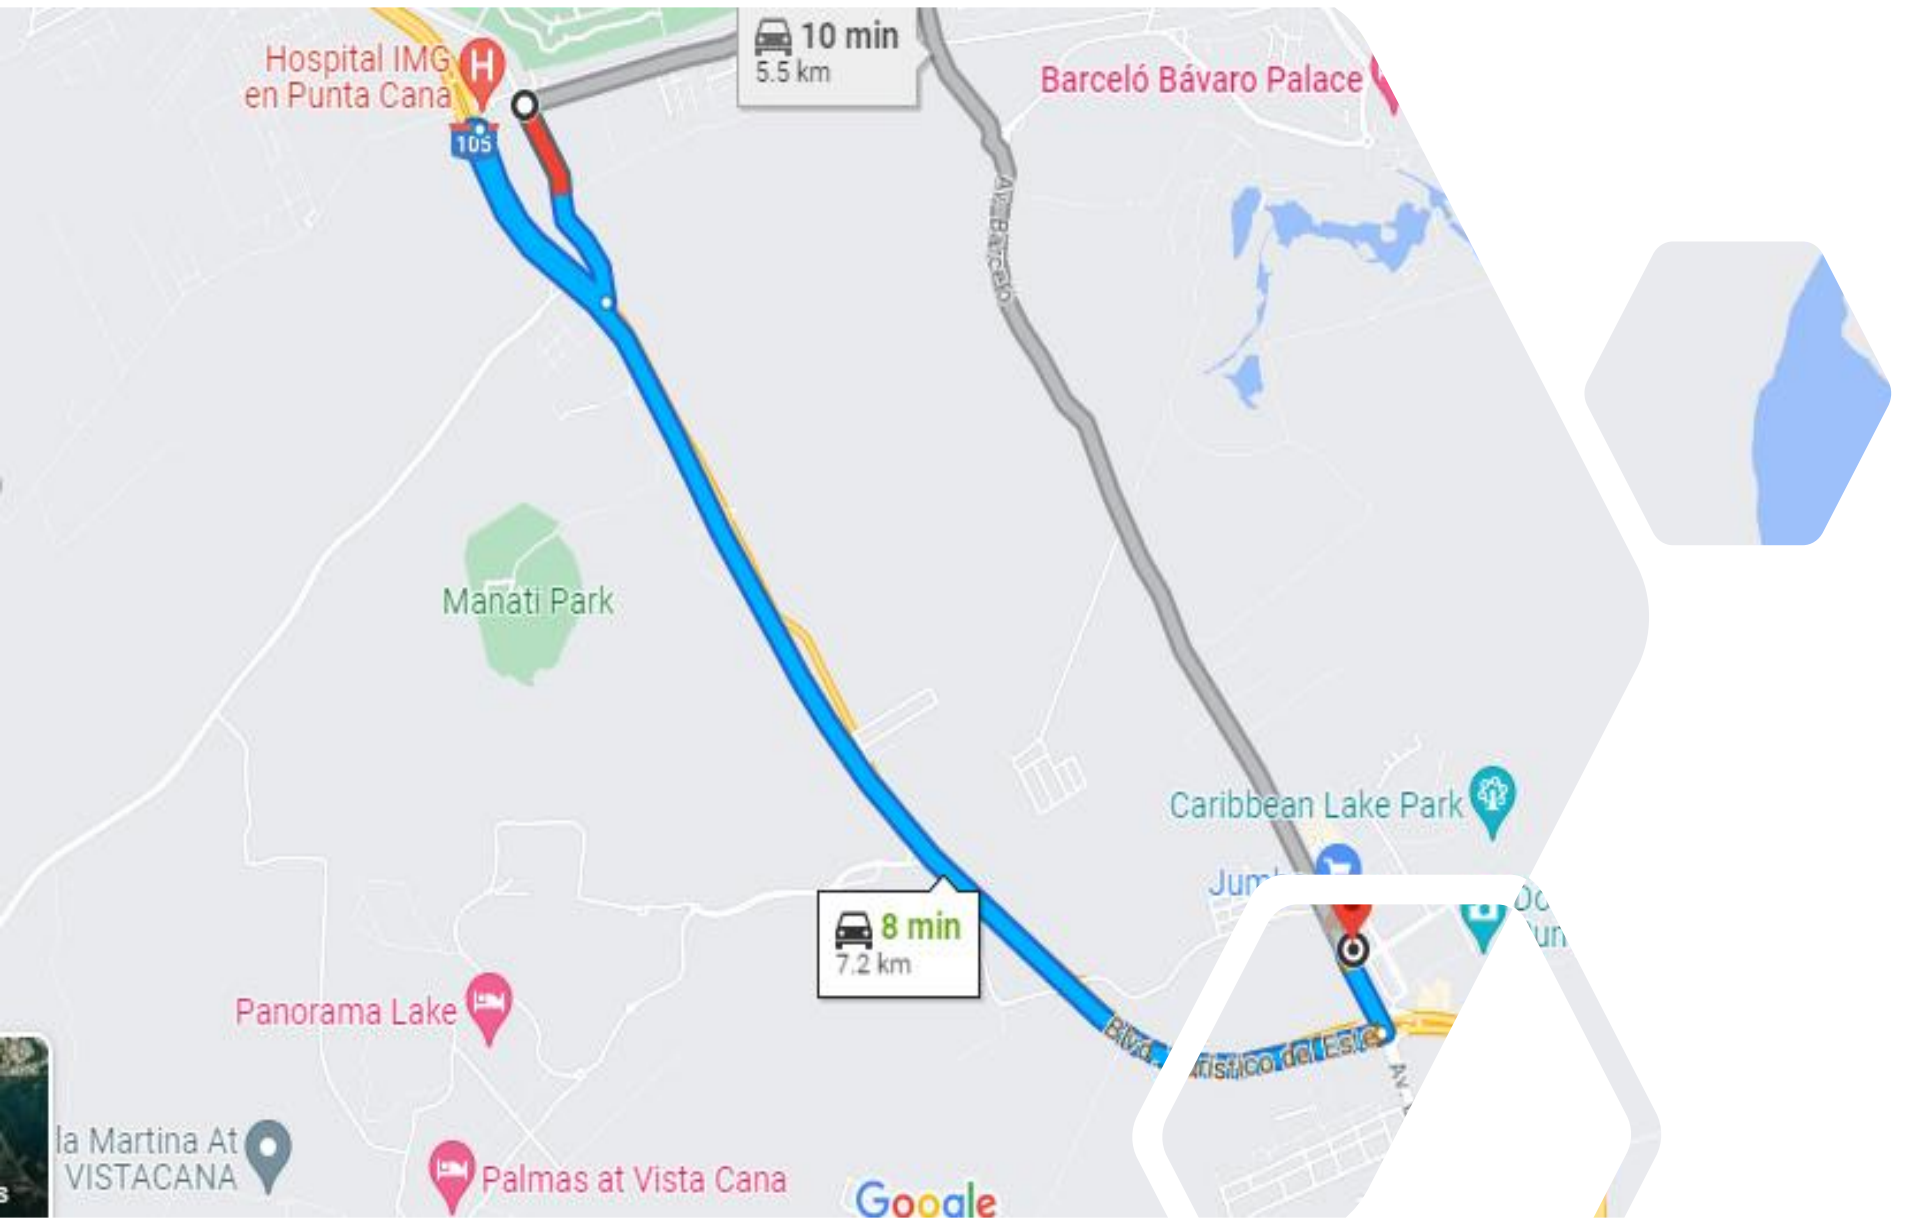 10 min
5.5 km
Hospital IMG
en Punta Cana
H
105
Barceló Bávaro Palace
Av. Barceló
Manati Park
Caribbean Lake Park
8 min
7.2 km
Panorama Lake
Blvd.
del Este
Av.
la Martina At
VISTACANA
s
Palmas at Vista Cana
Google